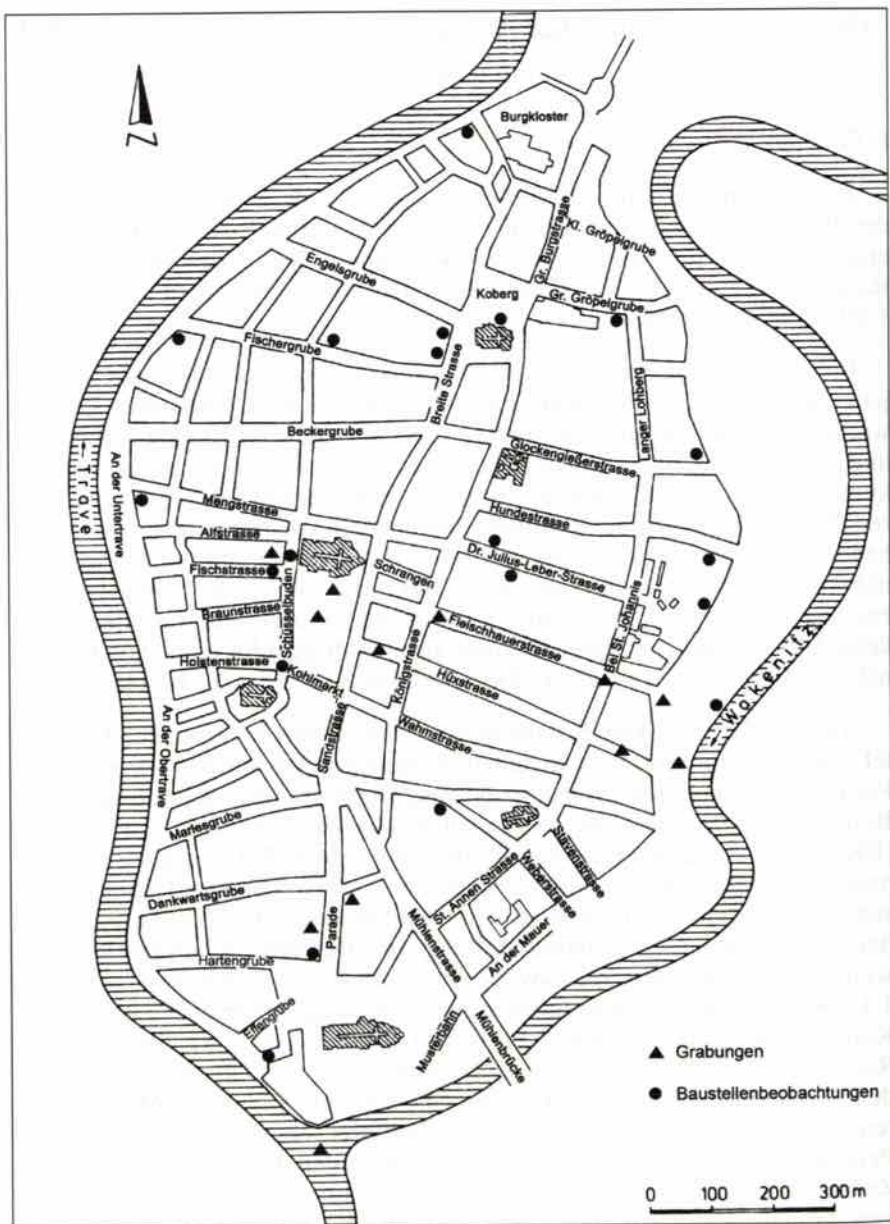 Burgkloster
N
Kl. Gröpelgrube
Gr. Burgstrasse
Engelsgrube
Koberg
Gr. Gröpelgrube
Fischergrube
Breite Strasse
Langer Lohberg
Beckergrube
Glockengießerstrasse
← Trave
An der Untertrave
Mengstrasse
Hundestrasse
Alfstrasse
Dr. Julius-Leber-Strasse
Fischstrasse
Schrangen
Schüsselbuden
Braunstrasse
Fleischhauerstrasse
Bei St. Johannis
Holstenstrasse
Kohlmarkt
Königstrasse
Hüxstrasse
← Wakenitz
An der Obertrave
Sandstrasse
Wahmstrasse
Marlesgrube
Stavenstrasse
Weberstrasse
St. Annen Strasse
Dankwartsgrube
Parade
Mühlenstrasse
An der Mauer
Hartengrube
Effengrube
Musterbahn
Mühlenbrücke
▲ Grabungen
● Baustellenbeobachtungen
0 100 200 300 m